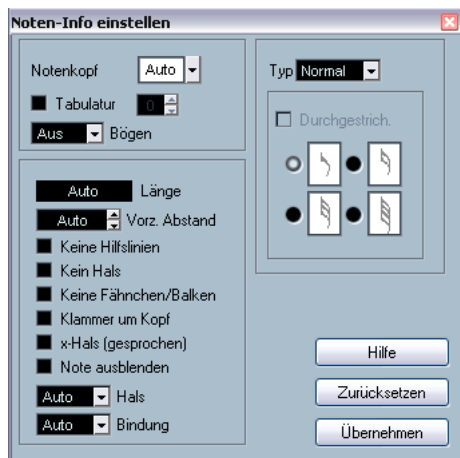 Noten-Info einstellen
Notenkopf Auto
Tabulatur 0
Aus Bögen
Auto Länge
Auto Vorz. Abstand
Keine Hilfslinien
Kein Hals
Keine Fähnchen/Balken
Klammer um Kopf
x-Hals (gesprochen)
Note ausblenden
Auto Hals
Auto Bindung
Typ Normal
Durchgestrich.
Hilfe
Zurücksetzen
Übernehmen